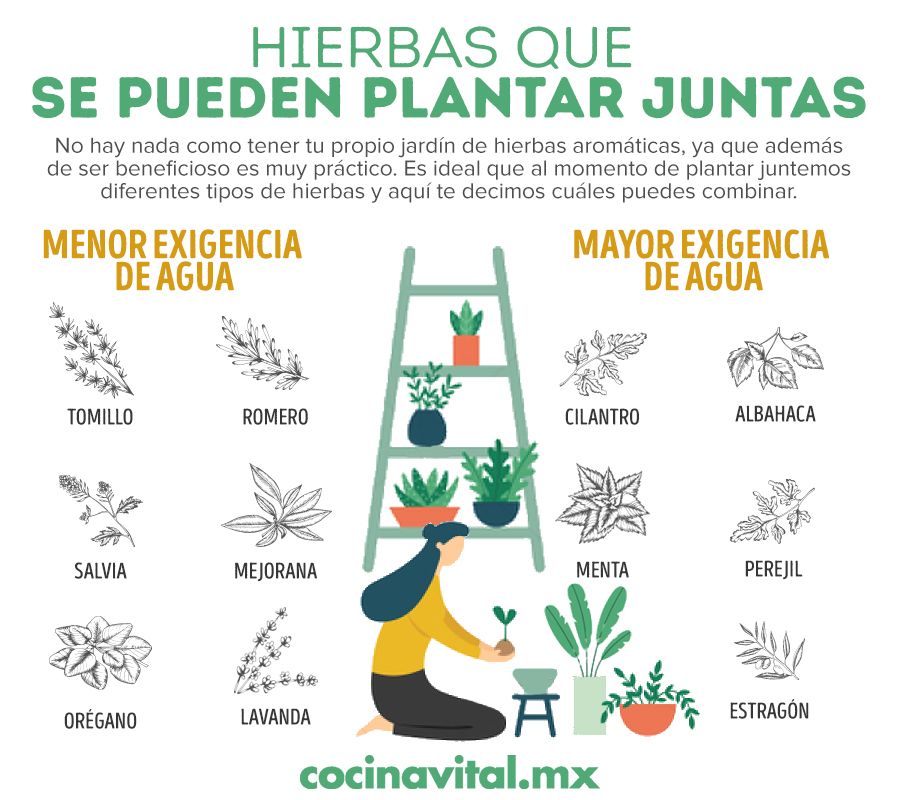 HIERBAS QUE
SE PUEDEN PLANTAR JUNTAS
No hay nada como tener tu propio jardín de hierbas aromáticas, ya que además
de ser beneficioso es muy práctico. Es ideal que al momento de plantar juntemos
diferentes tipos de hierbas y aquí te decimos cuáles puedes combinar.
MENOR EXIGENCIA
DE AGUA
TOMILLO
ROMERO
SALVIA
MEJORANA
ORÉGANO
LAVANDA
MAYOR EXIGENCIA
DE AGUA
CILANTRO
ALBAHACA
MENTA
PEREJIL
ESTRAGÓN
cocinavital.mx